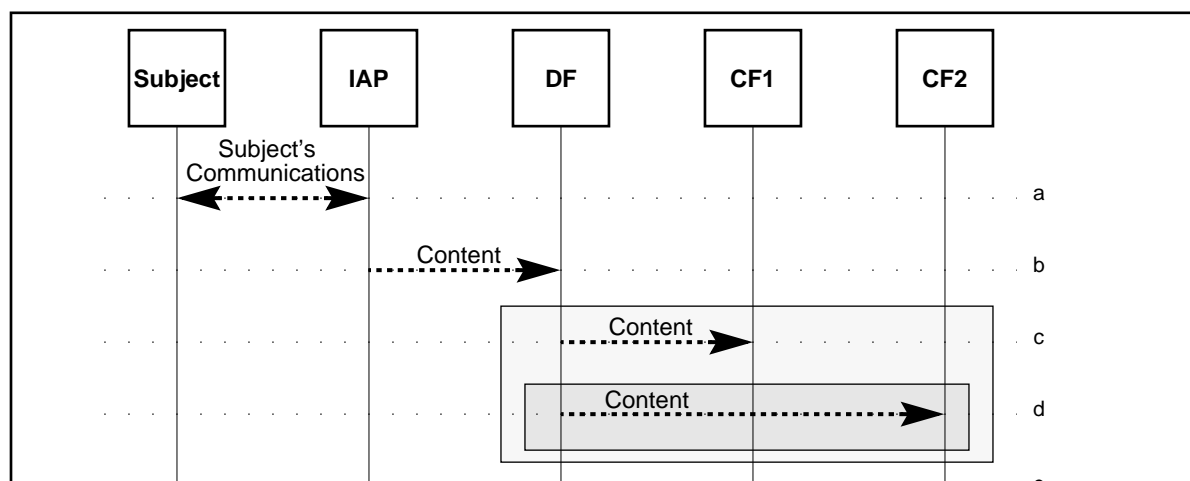 Subject IAP DF CF1 CF2
Subject's
Communications
a
Content
b
Content
c
Content
d